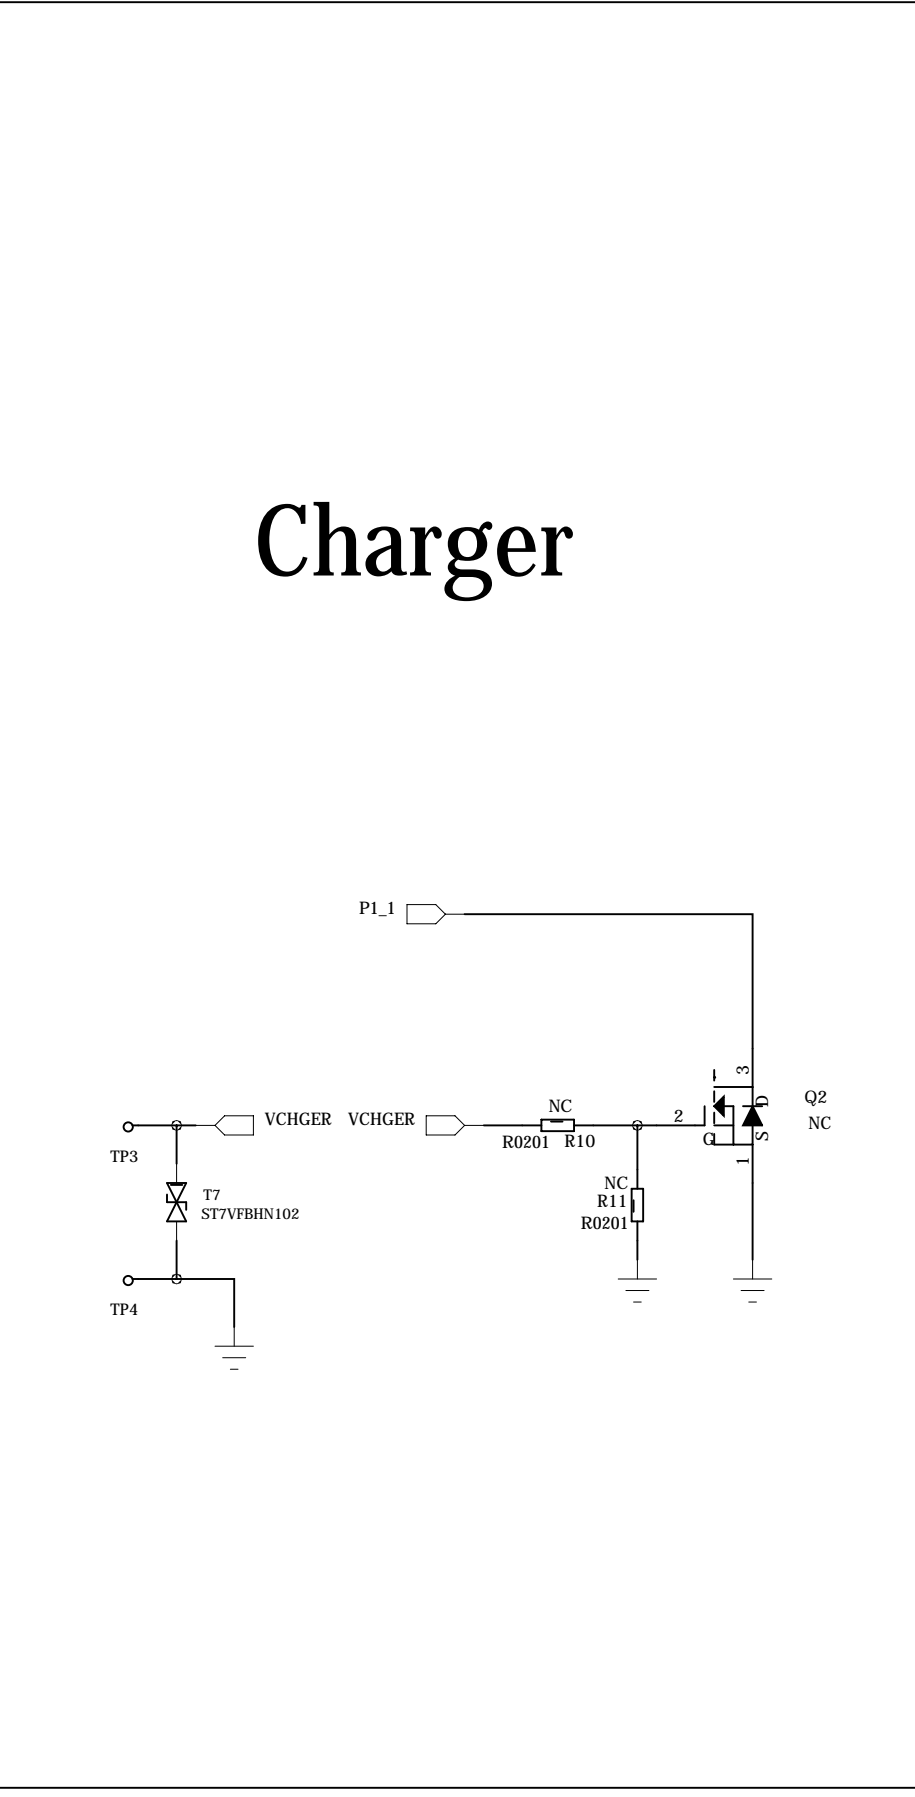 Charger
P1_1
3
D
Q2
NC
VCHGER
VCHGER
NC
2
G
S
R0201 R10
1
TP3
T7
ST7VFBHN102
NC
R11
R0201
TP4